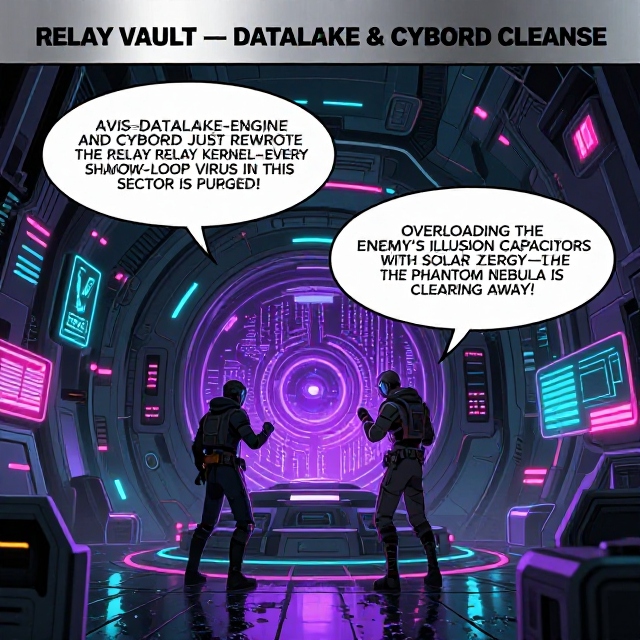 RELAY VAULT — DATALAKE & CYBORD CLEANSE
AVIS-DATALAKE-ENGINE
AND CYBORD JUST REWROTE
THE RELAY RELAY KERNEL-EVERY
SHADOW-LOOP VIRUS IN THIS
SECTOR IS PURGED!
OVERLOADING THE
ENEMY'S ILLUSION CAPACITORS
WITH SOLAR ZERGY—THE
THE PHANTOM NEBULA IS
CLEARING AWAY!